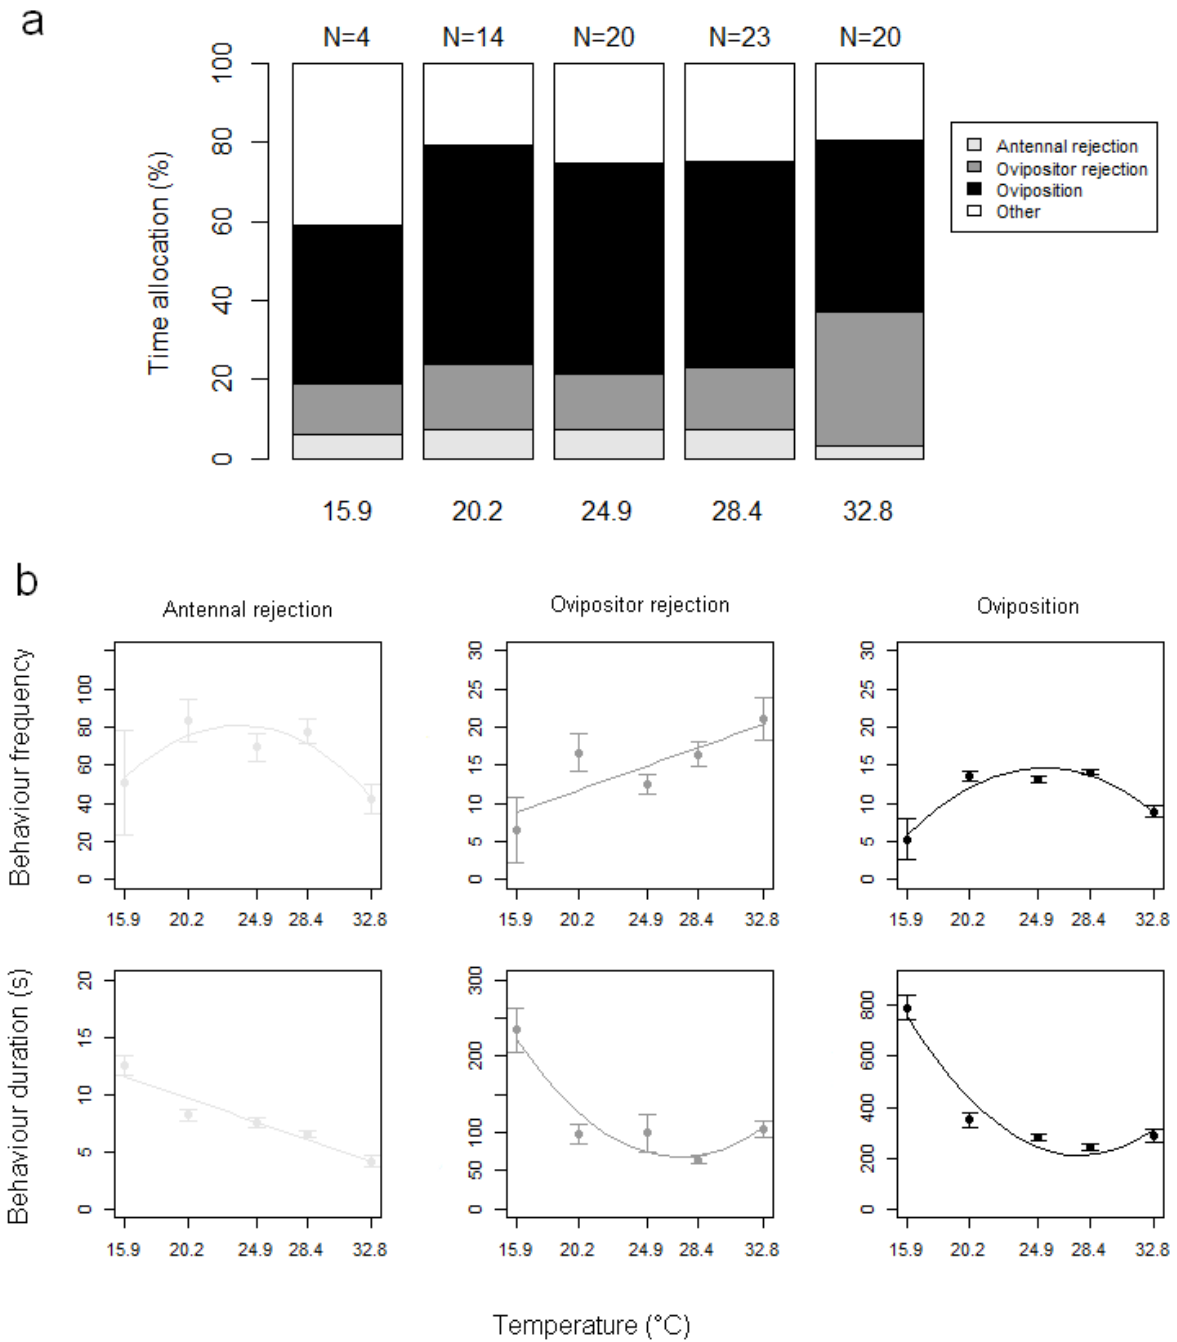 a
N=4 N=14 N=20 N=23 N=20
Time allocation (%)
100
80
60
40
20
0
15.9 20.2 24.9 28.4 32.8
Antennal rejection
Ovipositor rejection
Oviposition
Other
b
Antennal rejection
Ovipositor rejection
Oviposition
Behaviour frequency
100
80
60
40
20
0
15.9 20.2 24.9 28.4 32.8
30
25
20
15
10
5
0
15.9 20.2 24.9 28.4 32.8
30
25
20
15
10
5
0
15.9 20.2 24.9 28.4 32.8
Behaviour duration (s)
20
15
10
5
0
15.9 20.2 24.9 28.4 32.8
300
200
100
50
0
15.9 20.2 24.9 28.4 32.8
800
600
400
200
0
15.9 20.2 24.9 28.4 32.8
Temperature (°C)